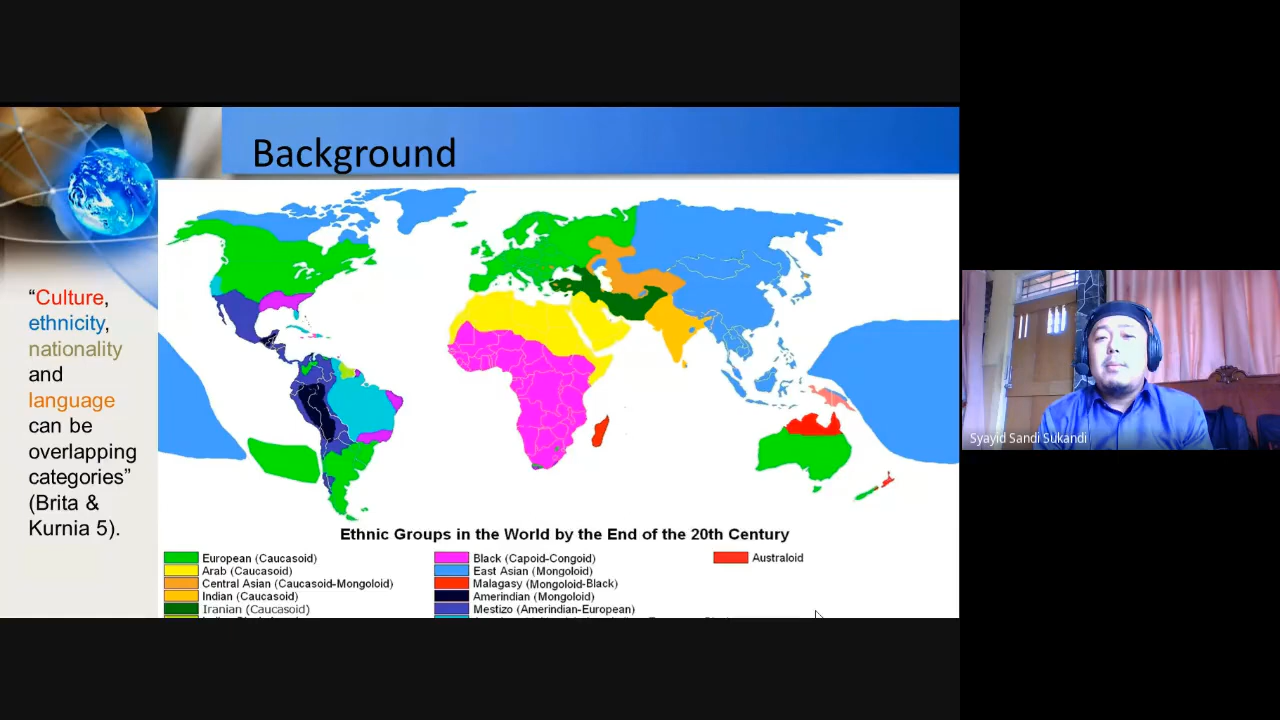 Background
“Culture,
ethnicity,
nationality
and
language
can be
overlapping
categories”
(Brita &
Kurnia 5).
Ethnic Groups in the World by the End of the 20th Century
European (Caucasoid)
Arab (Caucasoid)
Central Asian (Caucasoid-Mongoloid)
Indian (Caucasoid)
Iranian (Caucasoid)
Black (Capoid-Congoid)
East Asian (Mongoloid)
Malagasy (Mongoloid-Black)
Amerindian (Mongoloid)
Mestizo (Amerindian-European)
Australoid
Syayid Sandi Sukandi